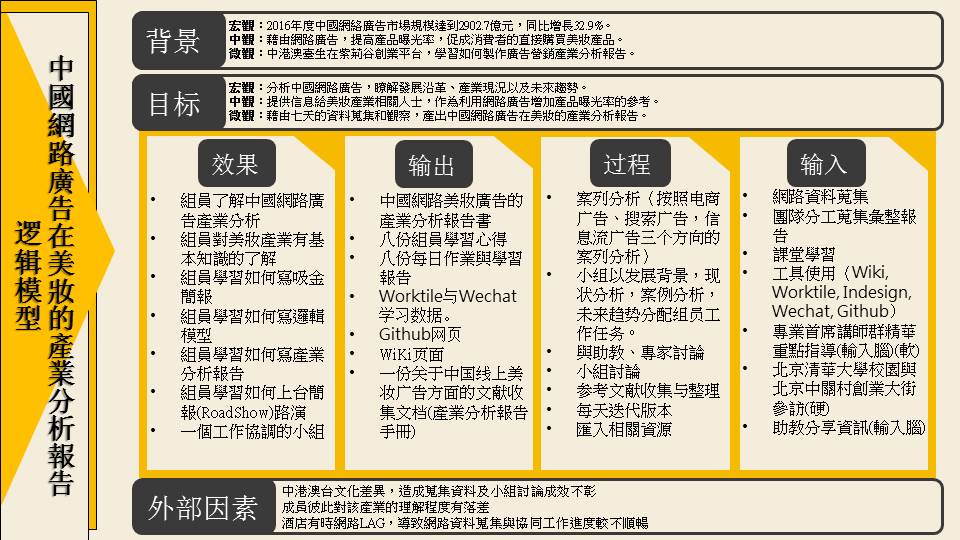 中國網路廣告在美妝的產業分析報告
逻辑模型
背景
宏觀：2016年度中國網絡廣告市場規模達到2902.7億元，同比增長32.9%。
中觀：藉由網路廣告，提高產品曝光率，促成消費者的直接購買美妝產品。
微觀：中港澳臺生在紫荊谷創業平台，學習如何製作廣告營銷產業分析報告。
目标
宏觀：分析中國網路廣告，瞭解發展沿革、產業現況以及未來趨勢。
中觀：提供信息給美妝產業相關人士，作為利用網路廣告增加產品曝光率的參考。
微觀：藉由七天的資料蒐集和觀察，產出中國網路廣告在美妝的產業分析報告。
效果
• 組員了解中國網路廣
告產業分析
• 組員對美妝產業有基
本知識的了解
• 組員學習如何寫吸金
簡報
• 組員學習如何寫邏輯
模型
• 組員學習如何寫產業
分析報告
• 組員學習如何上台簡
報(RoadShow)路演
• 一個工作協調的小組
输出
• 中國網路美妝廣告的
產業分析報告書
• 八份組員學習心得
• 八份每日作業與學習
報告
• Worktile与Wechat
学习数据。
• Github网页
• WiKi页面
• 一份关于中国线上美
妆广告方面的文献收
集文档(產業分析報告
手冊)
过程
• 案列分析（按照电商
广告、搜索广告，信
息流广告三个方向的
案列分析）
• 小组以发展背景，现
状分析，案例分析，
未来趋势分配组员工
作任务。
• 與助教、專家討論
• 小組討論
• 参考文献收集与整理
• 每天迭代版本
• 匯入相關資源
输入
• 網路資料蒐集
• 團隊分工蒐集彙整報
告
• 課堂學習
• 工具使用（Wiki,
Worktile, Indesign,
Wechat, Github）
• 專業首席講師群精華
重點指導(輸入腦)(軟)
• 北京清華大學校園與
北京中關村創業大街
參訪(硬)
• 助教分享資訊(輸入腦)
外部因素
中港澳台文化差異，造成蒐集資料及小組討論成效不彰
成員彼此對該產業的理解程度有落差
酒店有時網路LAG，導致網路資料蒐集與協同工作進度較不順暢